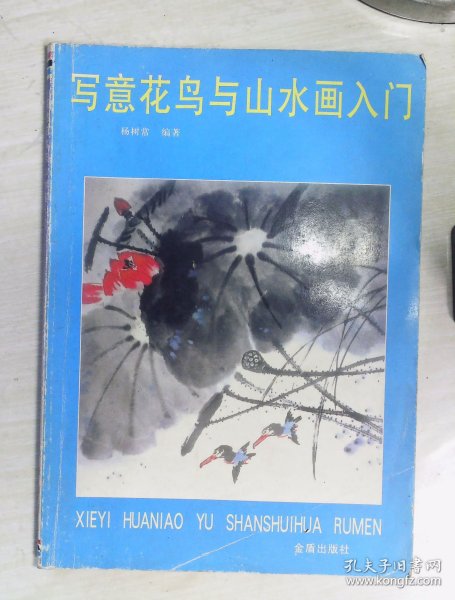 写意花鸟与山水画入门
杨树常 编著
XIEYI HUANIAO YU SHANSHUIHUA RUMEN
金盾出版社
孔夫子旧书网
www.kongfz.com